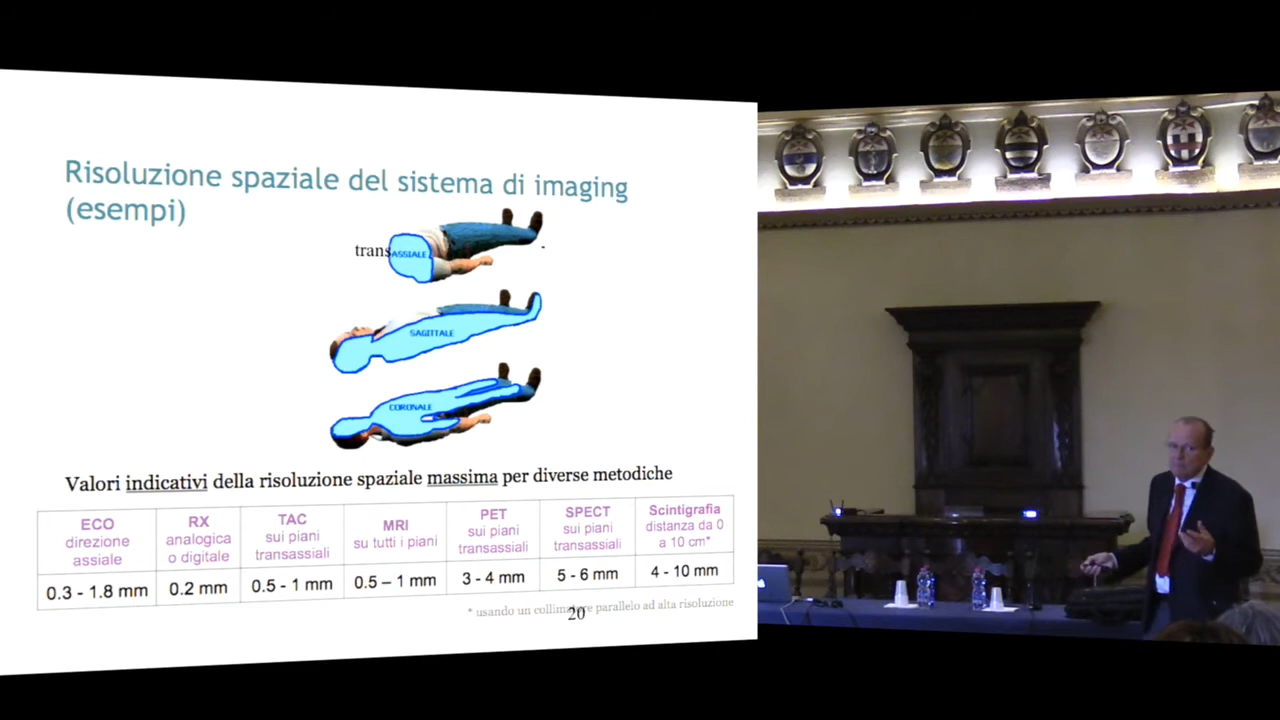 Risoluzione spaziale del sistema di imaging
(esempi)
transASSIALE
SAGITTALE
CORONALE
Valori indicativi della risoluzione spaziale massima per diverse metodiche
ECO
direzione
assiale
RX
analogica
o digitale
TAC
sui piani
transassiali
MRI
su tutti i piani
PET
sui piani
transassiali
SPECT
sui piani
transassiali
Scintigrafia
distanza da 0
a 10 cm*
0.3 - 1.8 mm
0.2 mm
0.5 - 1 mm
0.5 – 1 mm
3 - 4 mm
5 - 6 mm
4 - 10 mm
* usando un collimatore parallelo ad alta risoluzione
20